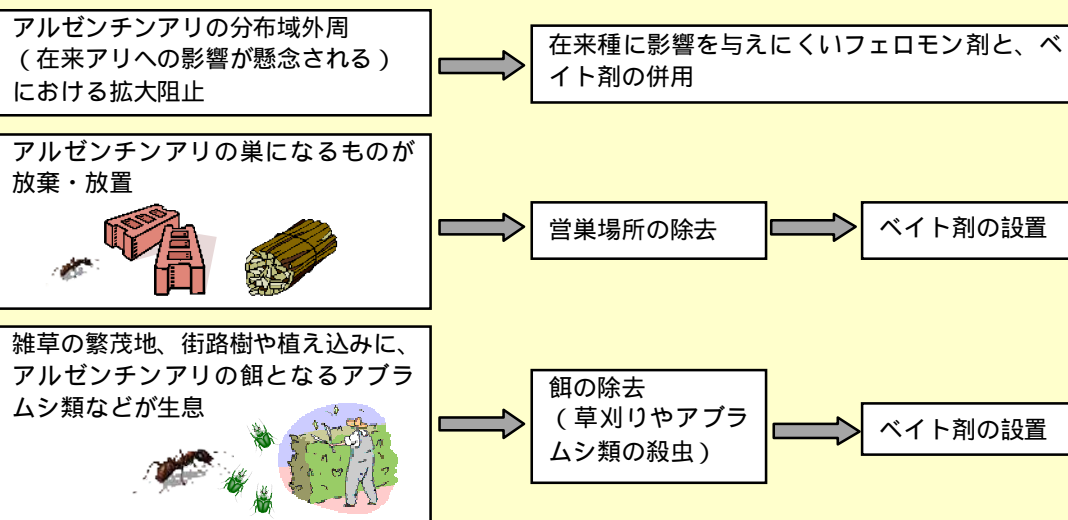 アルゼンチンアリの分布域外周
（在来アリへの影響が懸念される）
における拡大阻止
在来種に影響を与えにくいフェロモン剤と、ベ
イト剤の併用
アルゼンチンアリの巣になるものが
放棄・放置
営巣場所の除去
ベイト剤の設置
雑草の繁茂地、街路樹や植え込みに、
アルゼンチンアリの餌となるアブラ
ムシ類などが生息
餌の除去
（草刈りやアブラ
ムシ類の殺虫）
ベイト剤の設置